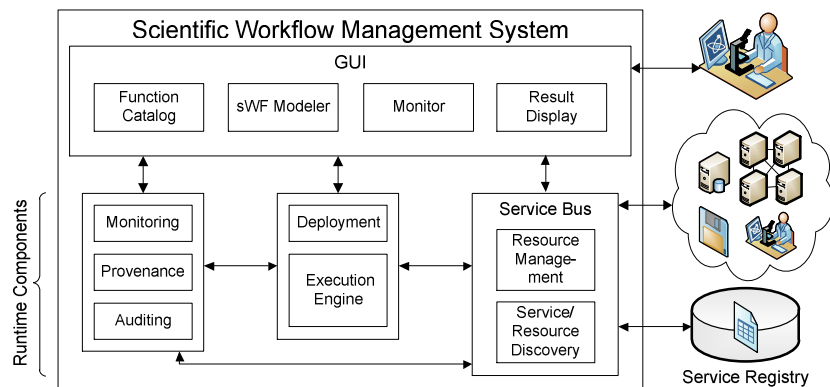 Scientific Workflow Management System
GUI
Function
Catalog
sWF Modeler
Monitor
Result
Display
Runtime Components
Monitoring
Provenance
Auditing
Deployment
Execution
Engine
Service Bus
Resource
Manage-
ment
Service/
Resource
Discovery
Service Registry